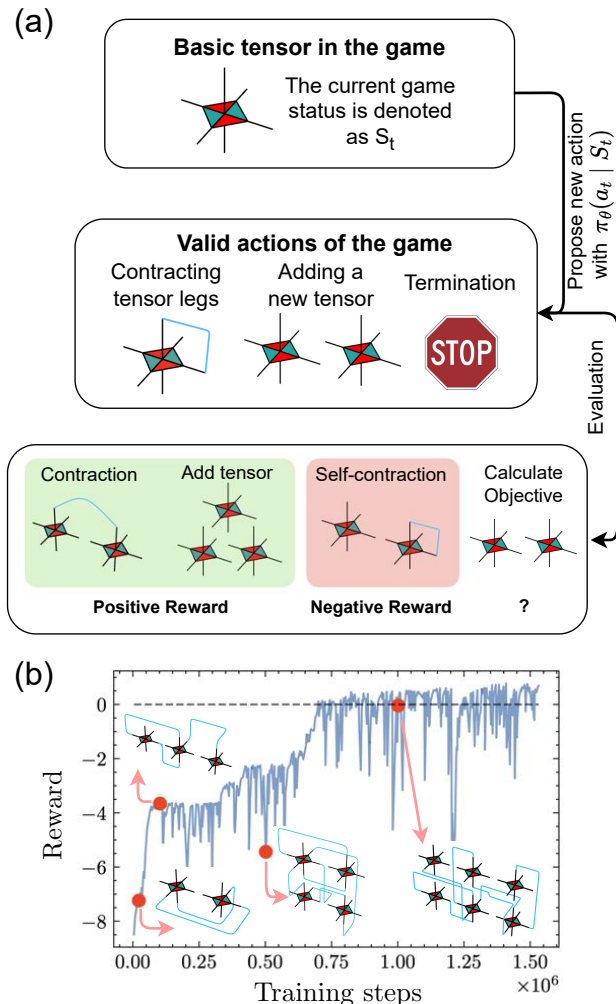 (a)
Basic tensor in the game
The current game
status is denoted
as S_t
Propose new action
with π_θ(a_t | S_t)
Valid actions of the game
Contracting
tensor legs
Adding a
new tensor
Termination
STOP
Evaluation
Contraction
Add tensor
Self-contraction
Calculate
Objective
Positive Reward
Negative Reward
?
(b)
0
−2
−4
−6
−8
Reward
0.00
0.25
0.50
0.75
1.00
1.25
1.50
×10⁶
Training steps